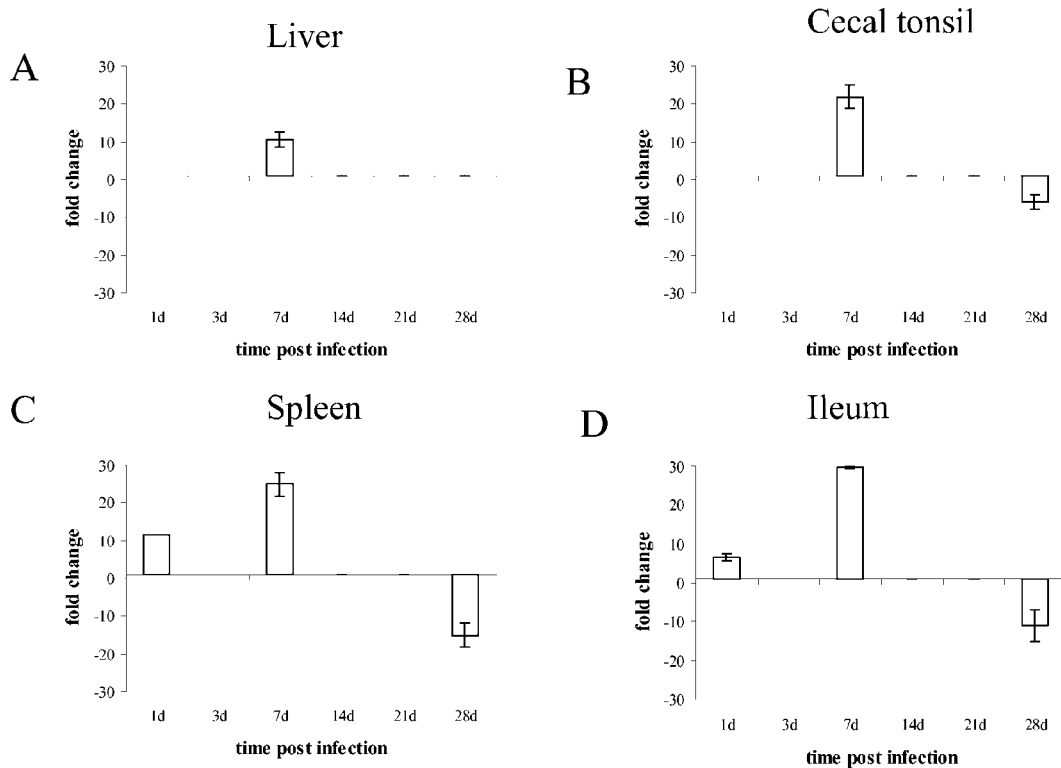 A
Liver
fold change
30
20
10
0
-10
-20
-30
1d 3d 7d 14d 21d 28d
time post infection
B
Cecal tonsil
fold change
30
20
10
0
-10
-20
-30
1d 3d 7d 14d 21d 28d
time post infection
C
Spleen
fold change
30
20
10
0
-10
-20
-30
1d 3d 7d 14d 21d 28d
time post infection
D
Ileum
fold change
30
20
10
0
-10
-20
-30
1d 3d 7d 14d 21d 28d
time post infection